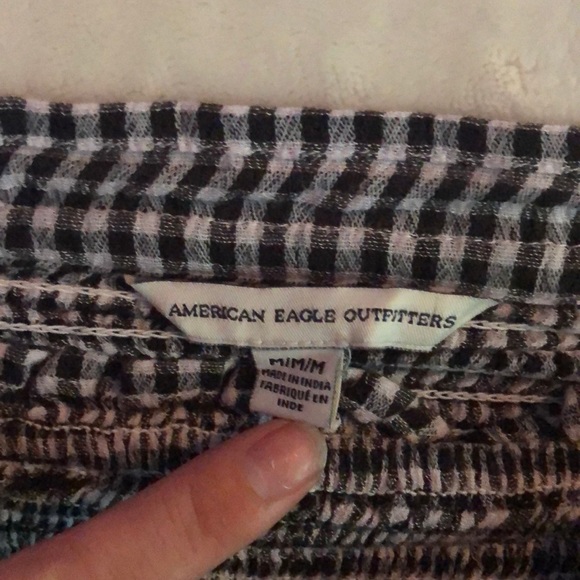 AMERICAN EAGLE OUTFITTERS
M/M/M
MADE IN INDIA
FABRIQUÉ EN
INDE